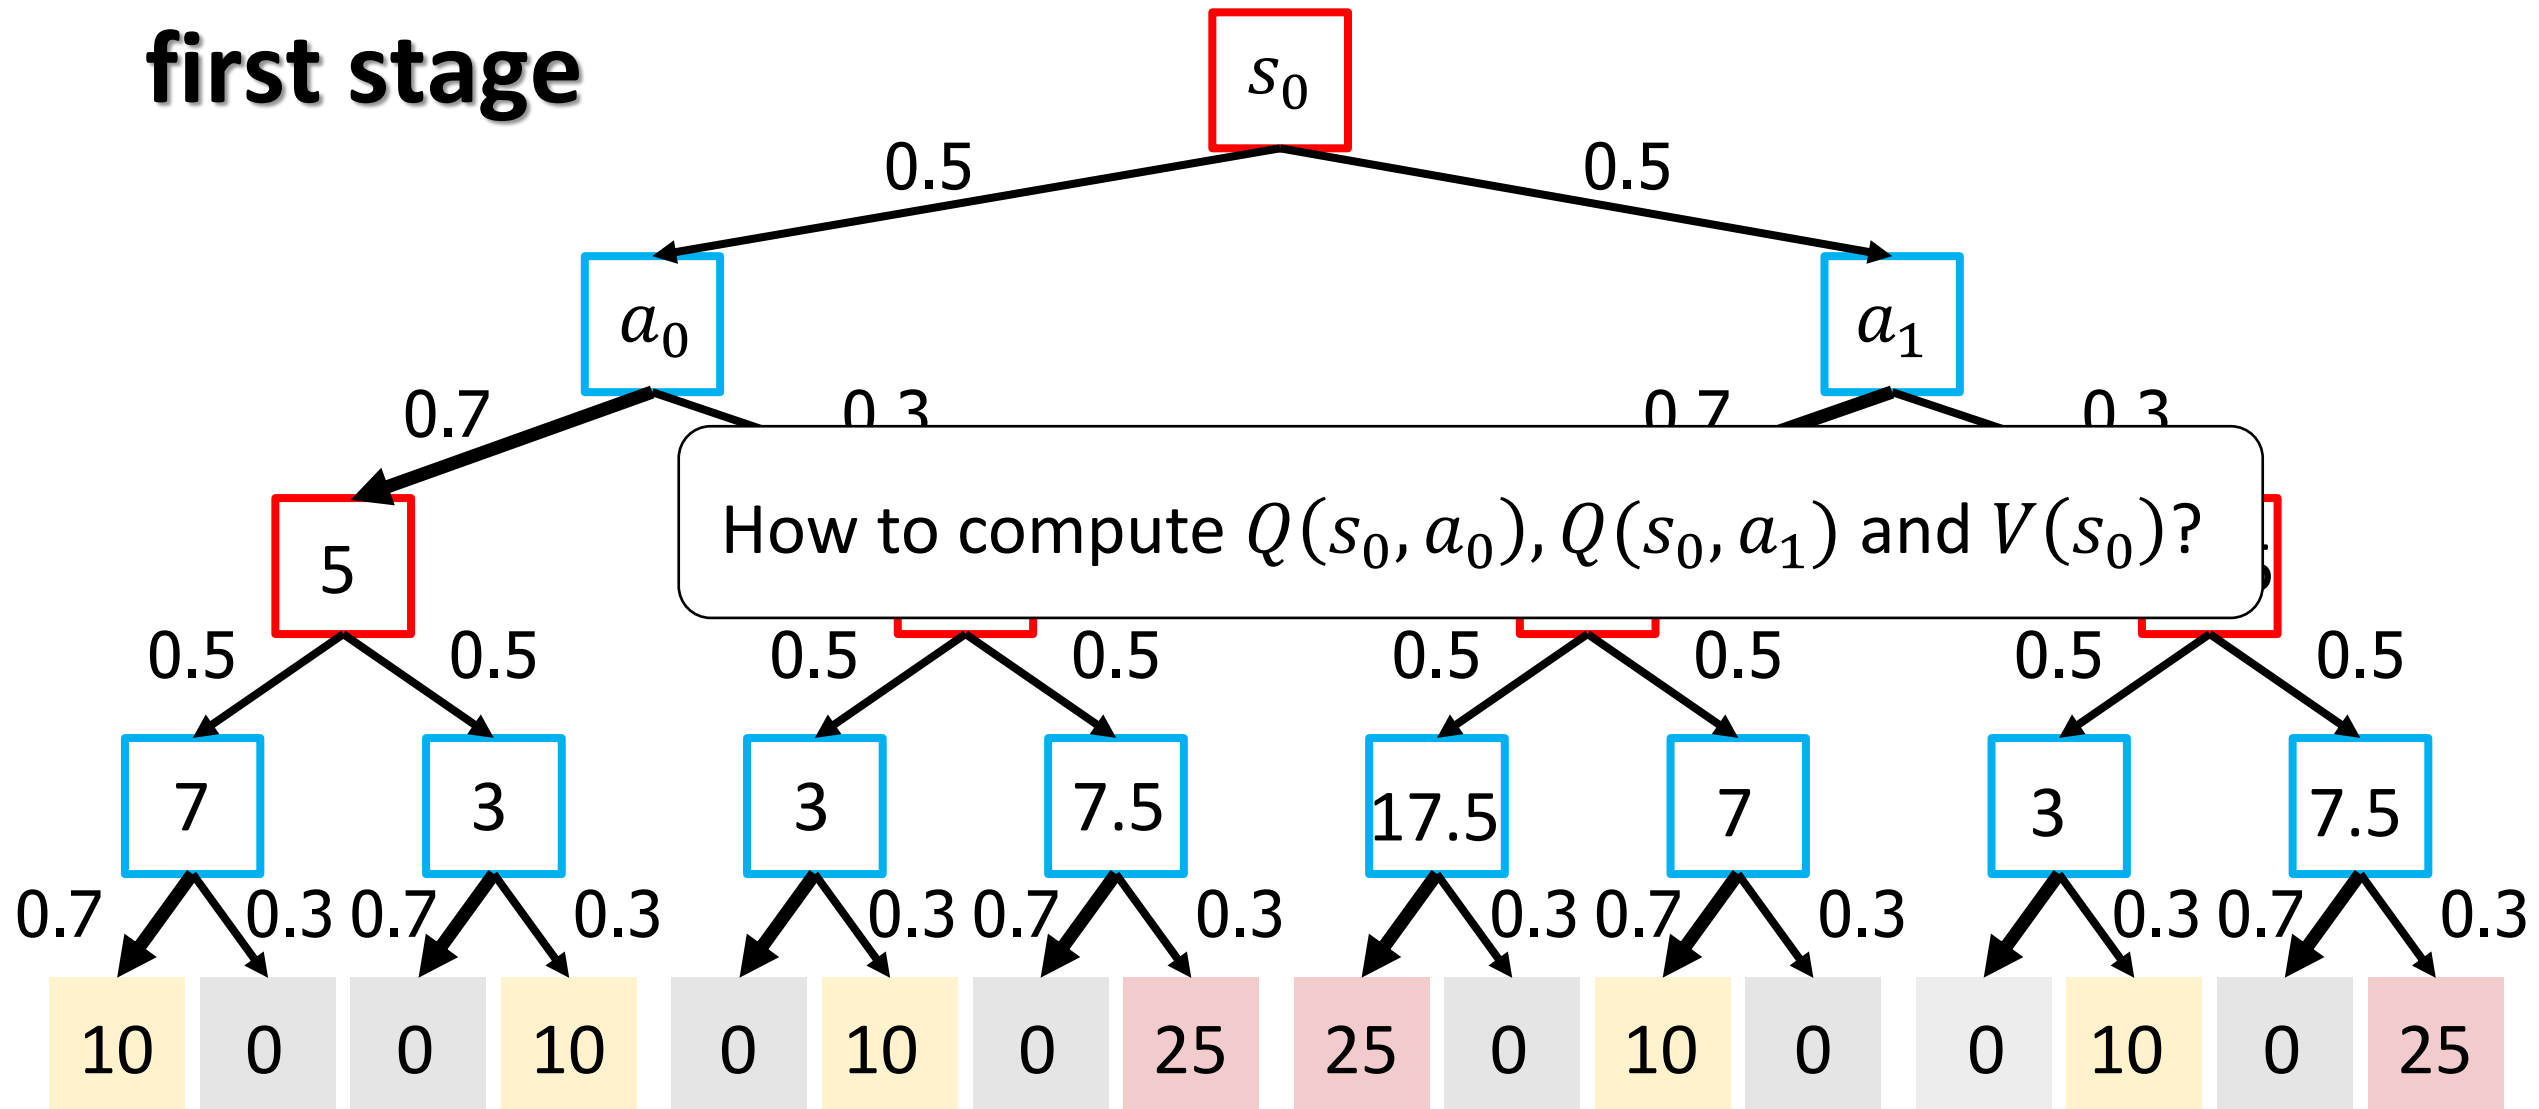 first stage
s₀
0.5 0.5
a₀ a₁
0.7 0.3 0.7 0.3
How to compute Q(s₀, a₀), Q(s₀, a₁) and V(s₀)?
5
0.5 0.5 0.5 0.5 0.5 0.5 0.5 0.5
7 3 3 7.5 17.5 7 3 7.5
0.7 0.3 0.7 0.3 0.3 0.7 0.3 0.3 0.7 0.3 0.3 0.7 0.3
10 0 0 10 0 10 0 25 25 0 10 0 0 10 0 25